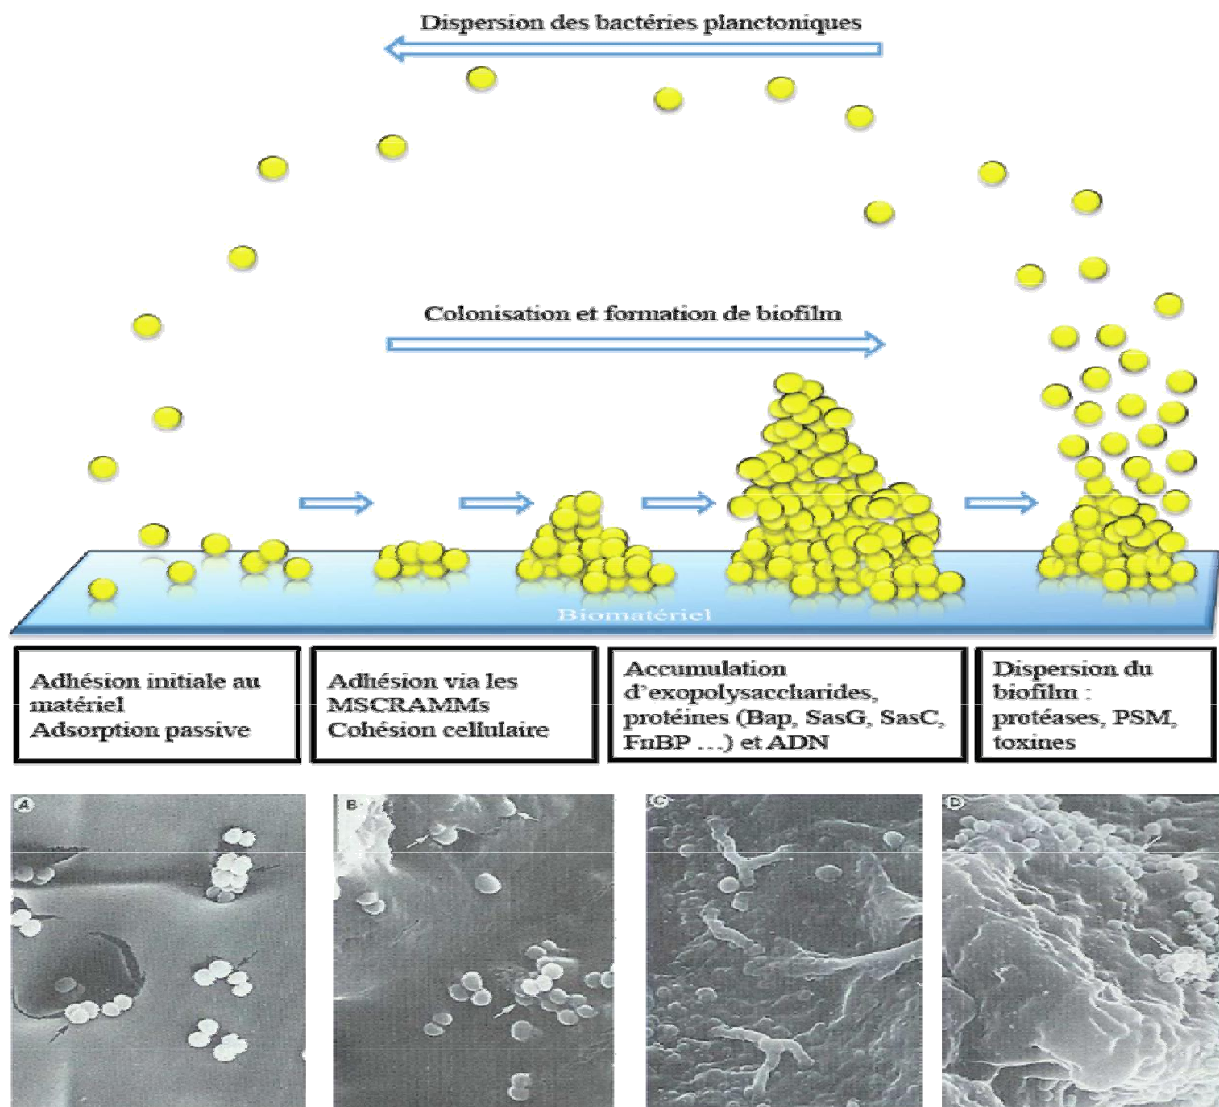 Dispersion des bactéries planctoniques
Colonisation et formation de biofilm
Biomatériel
Adhésion initiale au
matériel
Adsorption passive
Adhésion via les
MSCRAMMs
Cohésion cellulaire
Accumulation
d'exopolysaccharides,
protéines (Bap, SasG, SasC,
FnBP ...) et ADN
Dispersion du
biofilm :
protéases, PSM,
toxines
A
B
C
D